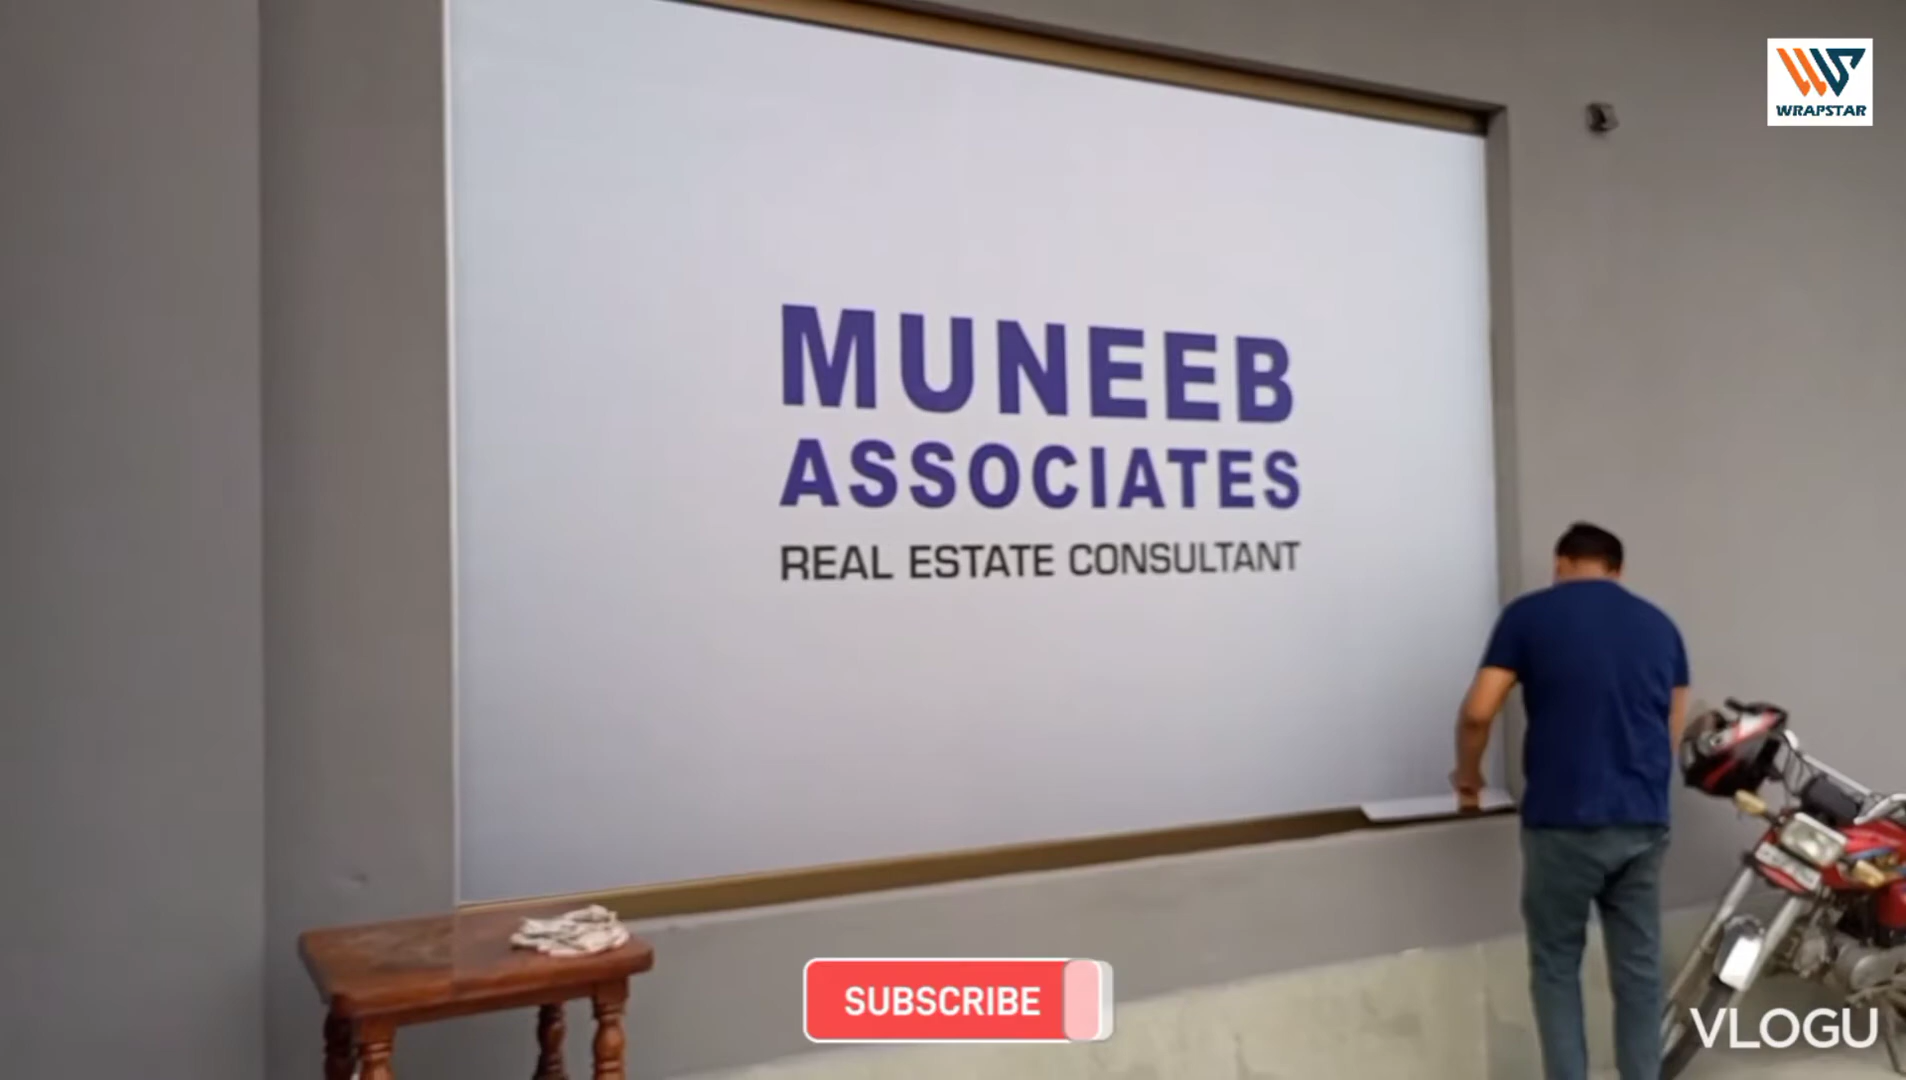 WRAPSTAR
MUNEEB
ASSOCIATES
REAL ESTATE CONSULTANT
SUBSCRIBE
VLOGU